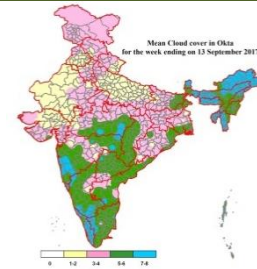 Mean Cloud cover in Okta
for the week ending on 13 September 2017
0 1-2 3-4 5-6 7-8